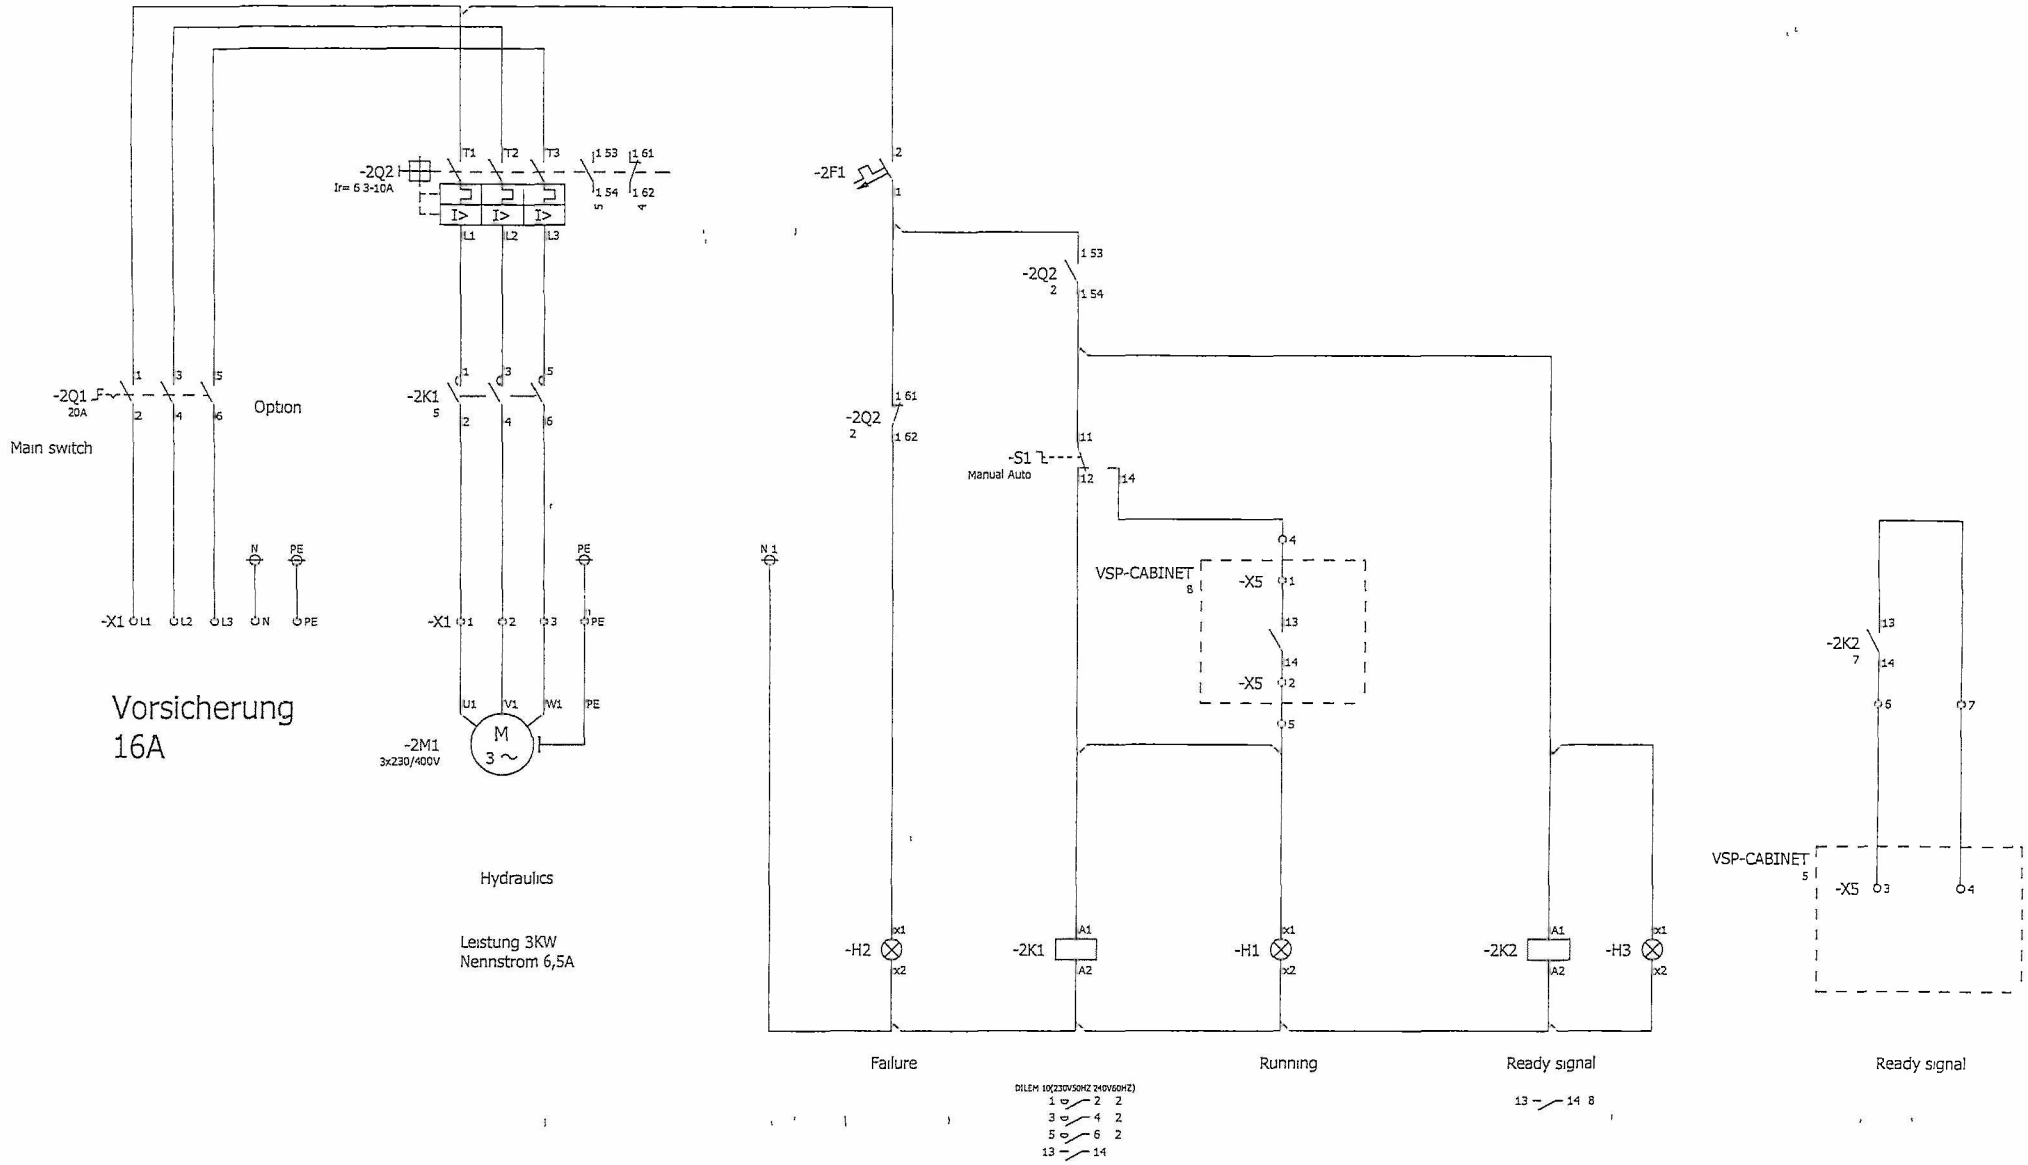 T1 T2 T3 1 53 1 61
-2Q2
Ir= 6 3-10A
1 54 1 62
5 4
I> I> I>
L1 L2 L3
2
-2F1
1
1 53
-2Q2
2
1 54
1 3 5
-2Q1
20A
2 4 6
Option
Main switch
1 3 5
-2K1
5
2 4 6
1 61
-2Q2
2
1 62
11
-S1
Manual Auto
12 14
N PE
PE
N 1
4
VSP-CABINET
8
-X5 1
13
14
-X5 2
5
-X1 L1 L2 L3 N PE
-X1 1 2 3 PE
13
-2K2
7
14
6 7
Vorsicherung
16A
U1 V1 W1 PE
M
3 ~
-2M1
3x230/400V
VSP-CABINET
5
-X5 3 4
Hydraulics
Leistung 3KW
Nennstrom 6,5A
x1
-H2
x2
A1
-2K1
A2
x1
-H1
x2
A1
-2K2
A2
x1
-H3
x2
Failure
Running
Ready signal
Ready signal
DILEM 10(230V50HZ 240V60HZ)
1 2 2
3 4 2
5 6 2
13 14
13 14 8